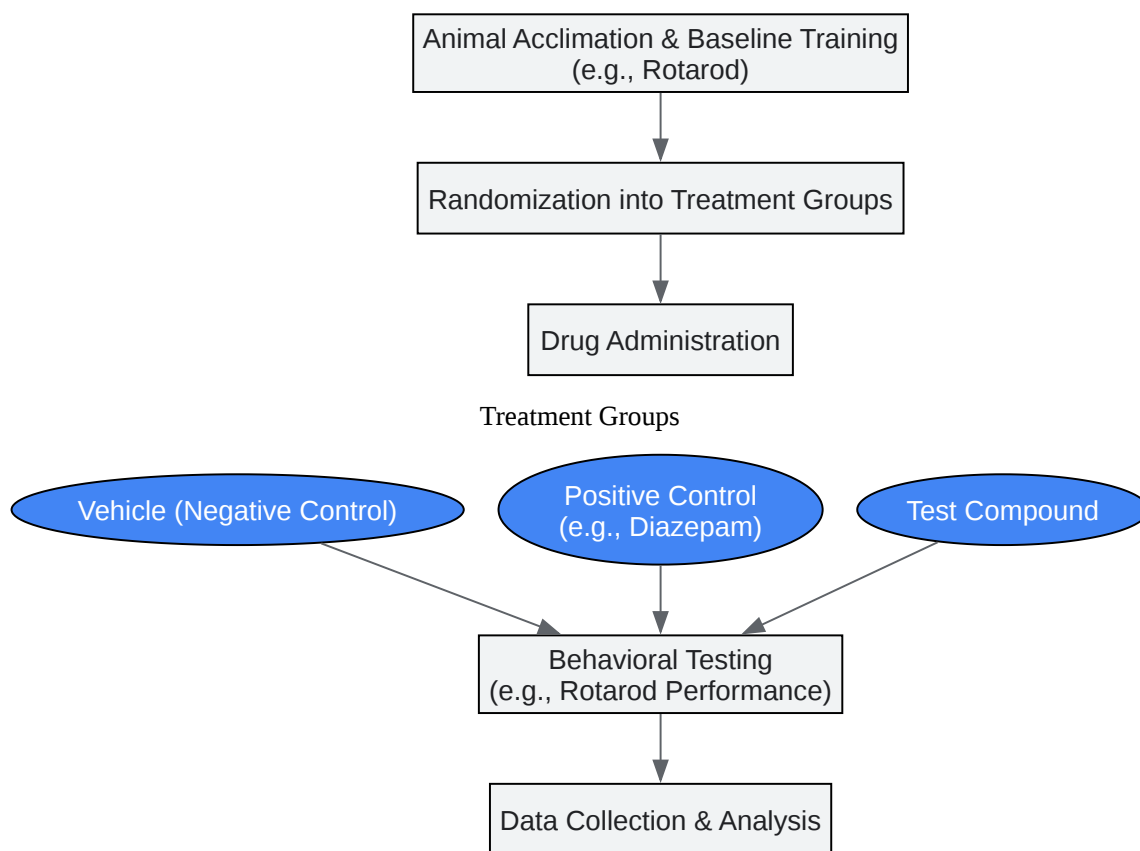 Animal Acclimation & Baseline Training
(e.g., Rotarod)
Randomization into Treatment Groups
Drug Administration
Treatment Groups
Vehicle (Negative Control)
Positive Control
(e.g., Diazepam)
Test Compound
Behavioral Testing
(e.g., Rotarod Performance)
Data Collection & Analysis